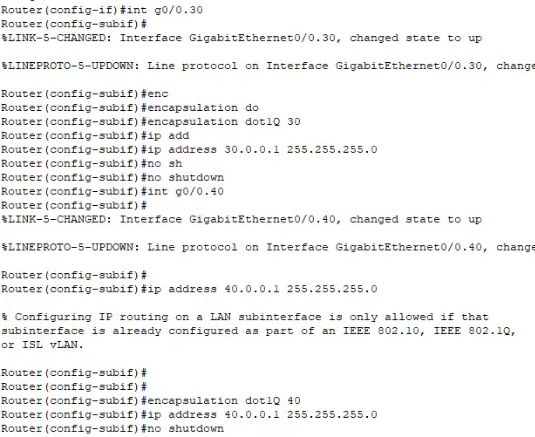 Router(config-if)#int g0/0.30
Router(config-subif)#
%LINK-5-CHANGED: Interface GigabitEthernet0/0.30, changed state to up
%LINEPROTO-5-UPDOWN: Line protocol on Interface GigabitEthernet0/0.30, change
Router(config-subif)#enc
Router(config-subif)#encapsulation do
Router(config-subif)#encapsulation dot1Q 30
Router(config-subif)#ip add
Router(config-subif)#ip address 30.0.0.1 255.255.255.0
Router(config-subif)#no sh
Router(config-subif)#no shutdown
Router(config-subif)#int g0/0.40
Router(config-subif)#
%LINK-5-CHANGED: Interface GigabitEthernet0/0.40, changed state to up
%LINEPROTO-5-UPDOWN: Line protocol on Interface GigabitEthernet0/0.40, change
Router(config-subif)#
Router(config-subif)#ip address 40.0.0.1 255.255.255.0
% Configuring IP routing on a LAN subinterface is only allowed if that
subinterface is already configured as part of an IEEE 802.10, IEEE 802.1Q,
or ISL vLAN.
Router(config-subif)#
Router(config-subif)#
Router(config-subif)#encapsulation dot1Q 40
Router(config-subif)#ip address 40.0.0.1 255.255.255.0
Router(config-subif)#no shutdown